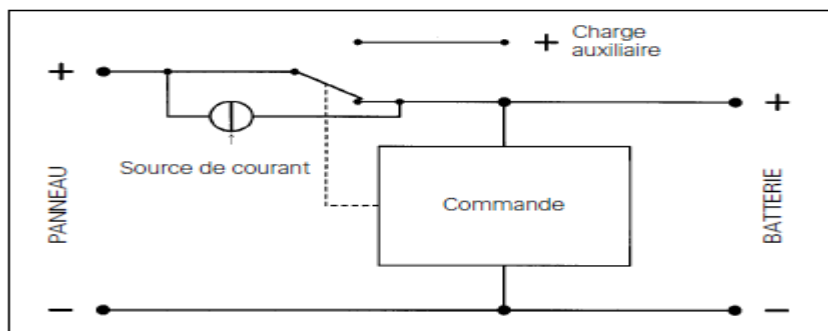 + Charge
auxiliaire
+
+
Source de courant
PANNEAU
Commande
BATTERIE
−
−